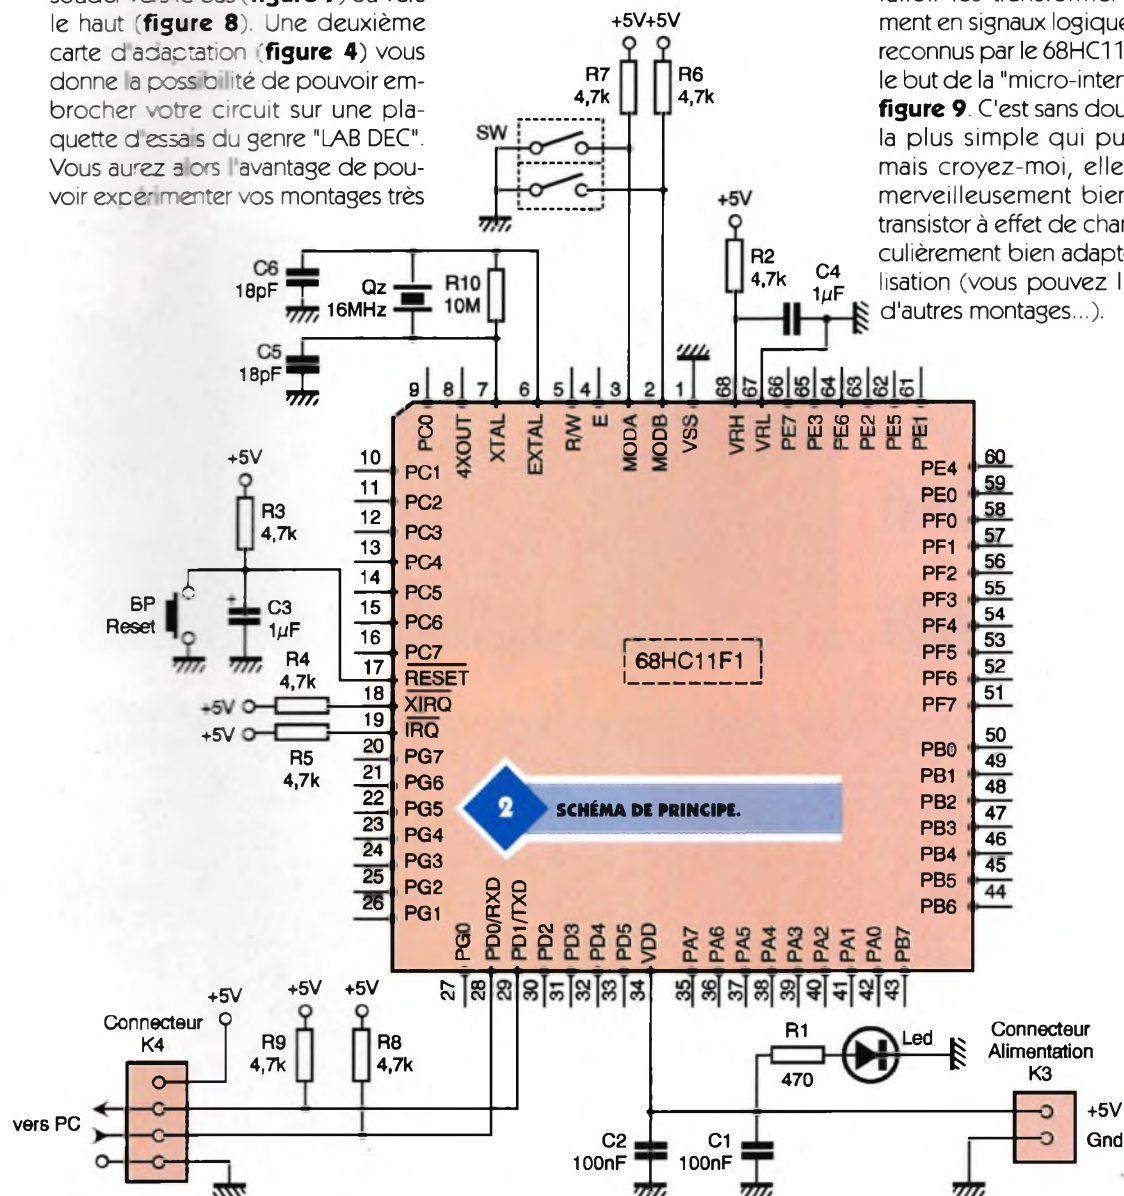 le haut (figure 8). Une deuxième
carte d'adaptation (figure 4) vous
donne la possibilité de pouvoir em-
brocher votre circuit sur une pla-
quette d'essais du genre "LAB DEC".
Vous aurez alors l'avantage de pou-
voir expérimenter vos montages très
ment en signaux logique
reconnus par le 68HC11
le but de la "micro-inter
figure 9. C'est sans dou
la plus simple qui pu
mais croyez-moi, elle
merveilleusement bien
transistor à effet de char
culièrement bien adapt
lisation (vous pouvez l
d'autres montages...).
+5V +5V
R7
4,7k
R6
4,7k
SW
+5V
R2
4,7k
C4
1µF
C6
18pF
Qz
16MHz
R10
10M
C5
18pF
9 8 7 6 5 4 3 2 1 68 67 66 65 64 63 62 61
PC0 4XOUT XTAL EXTAL R/W E MODA MODB VSS VRH VRL PE7 PE3 PE6 PE2 PE5 PE1
+5V
R3
4,7k
BP
Reset
+
C3
1µF
R4
4,7k
+5V
+5V
R5
4,7k
10 PC1
11 PC2
12 PC3
13 PC4
14 PC5
15 PC6
16 PC7
17 RESET
18 XIRQ
19 IRQ
20 PG7
21 PG6
22 PG5
23 PG4
24 PG3
25 PG2
26 PG1
68HC11F1
2 SCHÉMA DE PRINCIPE.
PE4 60
PE0 59
PF0 58
PF1 57
PF2 56
PF3 55
PF4 54
PF5 53
PF6 52
PF7 51
PB0 50
PB1 49
PB2 48
PB3 47
PB4 46
PB5 45
PB6 44
PG0 PD0/RXD PD1/TXD PD2 PD3 PD4 PD5 VDD PA7 PA6 PA5 PA4 PA3 PA2 PA1 PA0 PB7
27 28 29 30 31 32 33 34 35 36 37 38 39 40 41 42 43
Connecteur
K4
vers PC
+5V
+5V
+5V
R9
4,7k
R8
4,7k
R1
470
Led
C2
100nF
C1
100nF
Connecteur
Alimentation
K3
+5V
Gnd